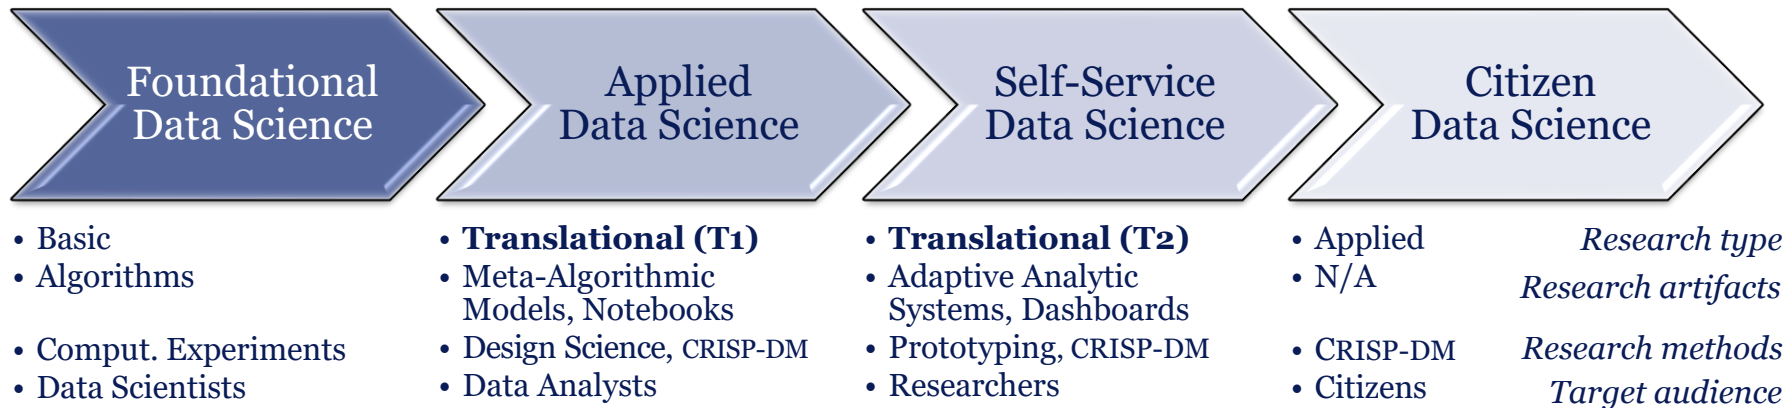 Foundational
Data Science
Applied
Data Science
Self-Service
Data Science
Citizen
Data Science
• Basic
• Algorithms
• Comput. Experiments
• Data Scientists
• Translational (T1)
• Meta-Algorithmic
Models, Notebooks
• Design Science, CRISP-DM
• Data Analysts
• Translational (T2)
• Adaptive Analytic
Systems, Dashboards
• Prototyping, CRISP-DM
• Researchers
• Applied
• N/A
• CRISP-DM
• Citizens
Research type
Research artifacts
Research methods
Target audience